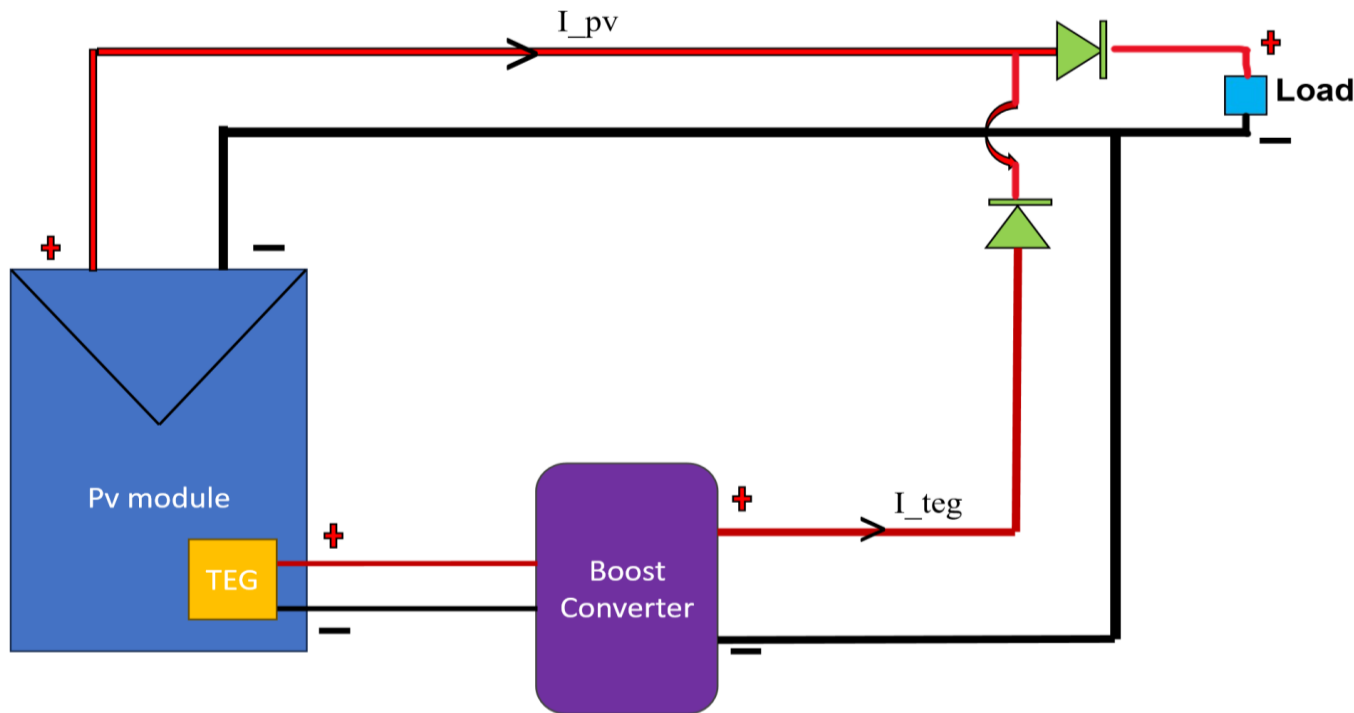 I_pv
+
Load
−
+
−
Pv module
TEG
+
−
Boost
Converter
+
I_teg
−